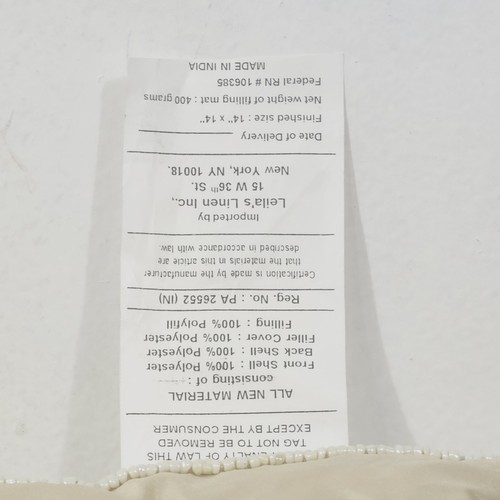 PENALTY OF LAW THIS
TAG NOT TO BE REMOVED
EXCEPT BY THE CONSUMER
ALL NEW MATERIAL
consisting of :
Front Shell : 100% Polyester
Back Shell : 100% Polyester
Filler Cover : 100% Polyester
Filling : 100% Polyfill
Reg. No. : PA 26552 (IN)
Certification is made by the manufacturer
that the materials in this article are
described in accordance with law.
Imported by
Leila's Linen Inc.,
15 W 36th St.
New York, NY 10018.
Date of Delivery
Finished size : 14" x 14"
Net weight of filling mat : 400 grams
Federal RN # 106385
MADE IN INDIA